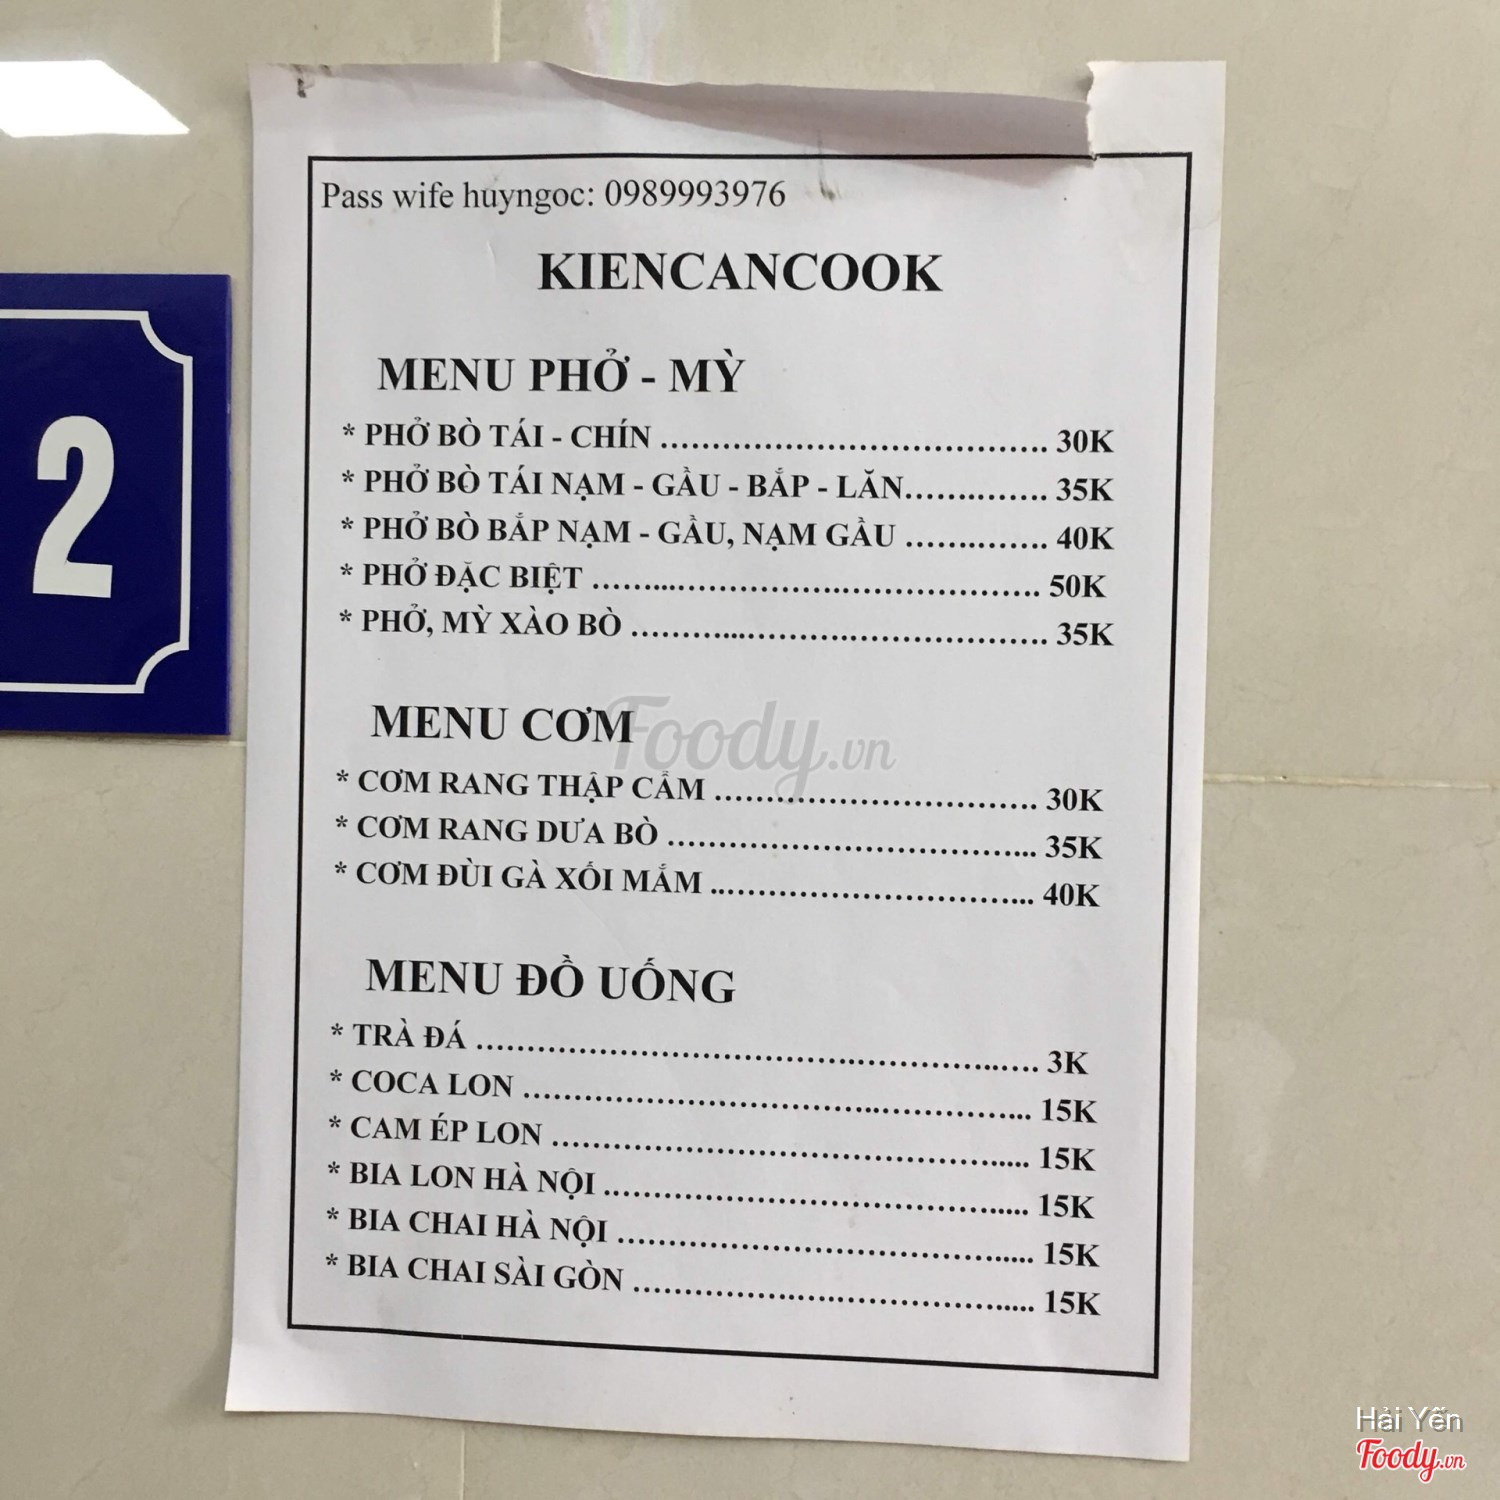 Pass wife huyngoc: 0989993976
KIENCANCOOK
MENU PHỞ - MỲ
* PHỞ BÒ TÁI - CHÍN ........................................ 30K
* PHỞ BÒ TÁI NẠM - GẦU - BẮP - LĂN............... 35K
* PHỞ BÒ BẮP NẠM - GẦU, NẠM GẦU ............... 40K
* PHỞ ĐẶC BIỆT ............................................... 50K
* PHỞ, MỲ XÀO BÒ ........................................... 35K
MENU CƠM
* CƠM RANG THẬP CẨM .................................. 30K
* CƠM RANG DƯA BÒ ....................................... 35K
* CƠM ĐÙI GÀ XỐI MẮM .................................. 40K
MENU ĐỒ UỐNG
* TRÀ ĐÁ .......................................................... 3K
* COCA LON ..................................................... 15K
* CAM ÉP LON .................................................. 15K
* BIA LON HÀ NỘI ............................................ 15K
* BIA CHAI HÀ NỘI ........................................... 15K
* BIA CHAI SÀI GÒN .......................................... 15K
2
Foody.vn
Hải Yến
Foody.vn